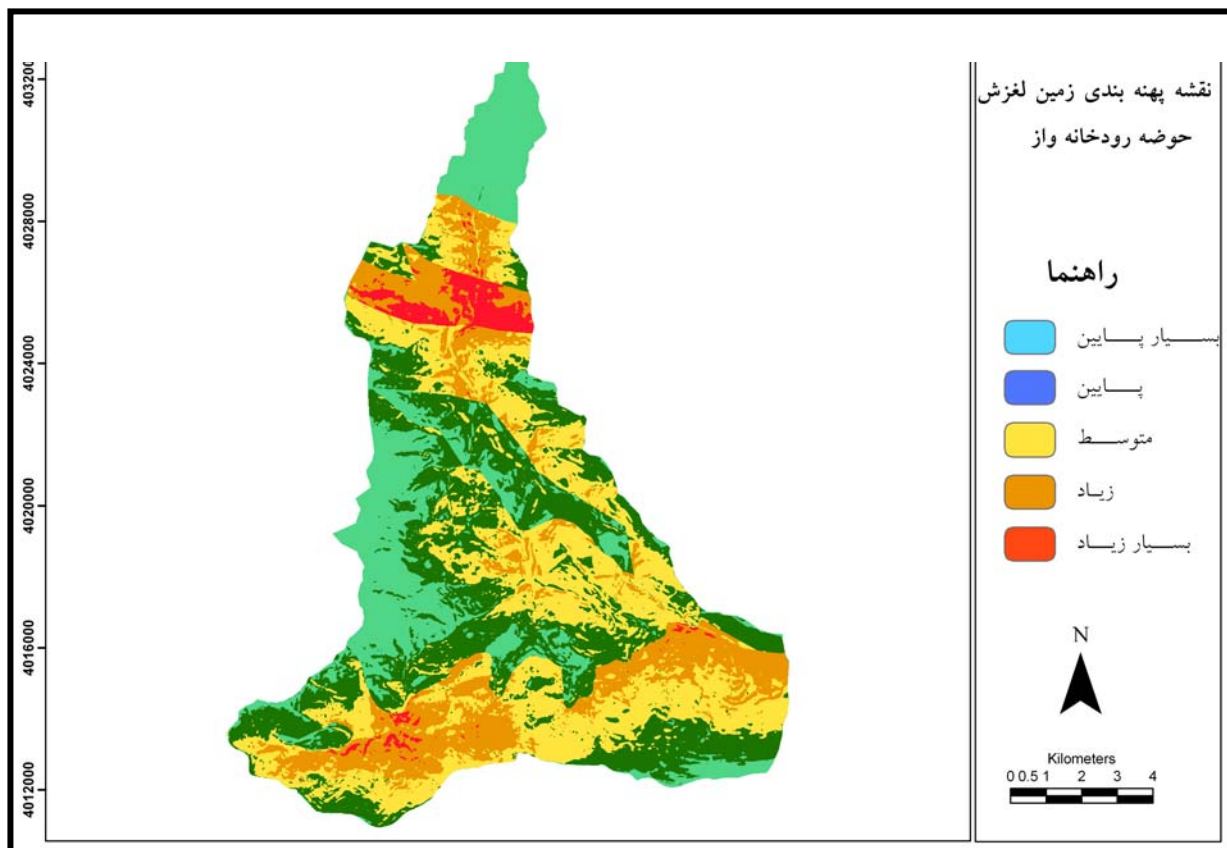 نقشه پهنه بندی زمین لغزش
حوضه رودخانه واز
راهنما
بسیار پایین
پایین
متوسط
زیاد
بسیار زیاد
N
Kilometers
0 0.5 1 2 3 4
4028000
4024000
4020000
4016000
4012000